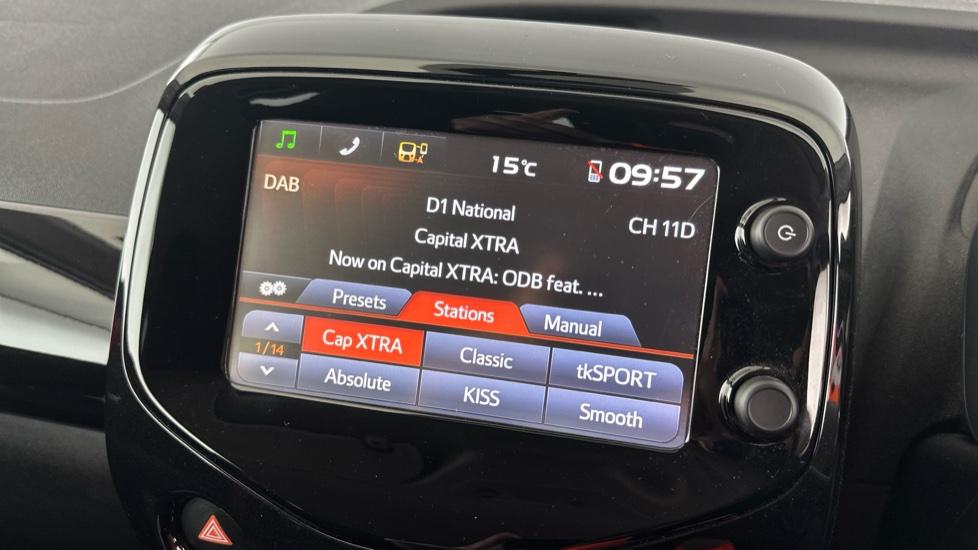 15°C
09:57
DAB
D1 National
CH 11D
Capital XTRA
Now on Capital XTRA: ODB feat. ...
Presets
Stations
Manual
1/14
Cap XTRA
Classic
tkSPORT
Absolute
KISS
Smooth